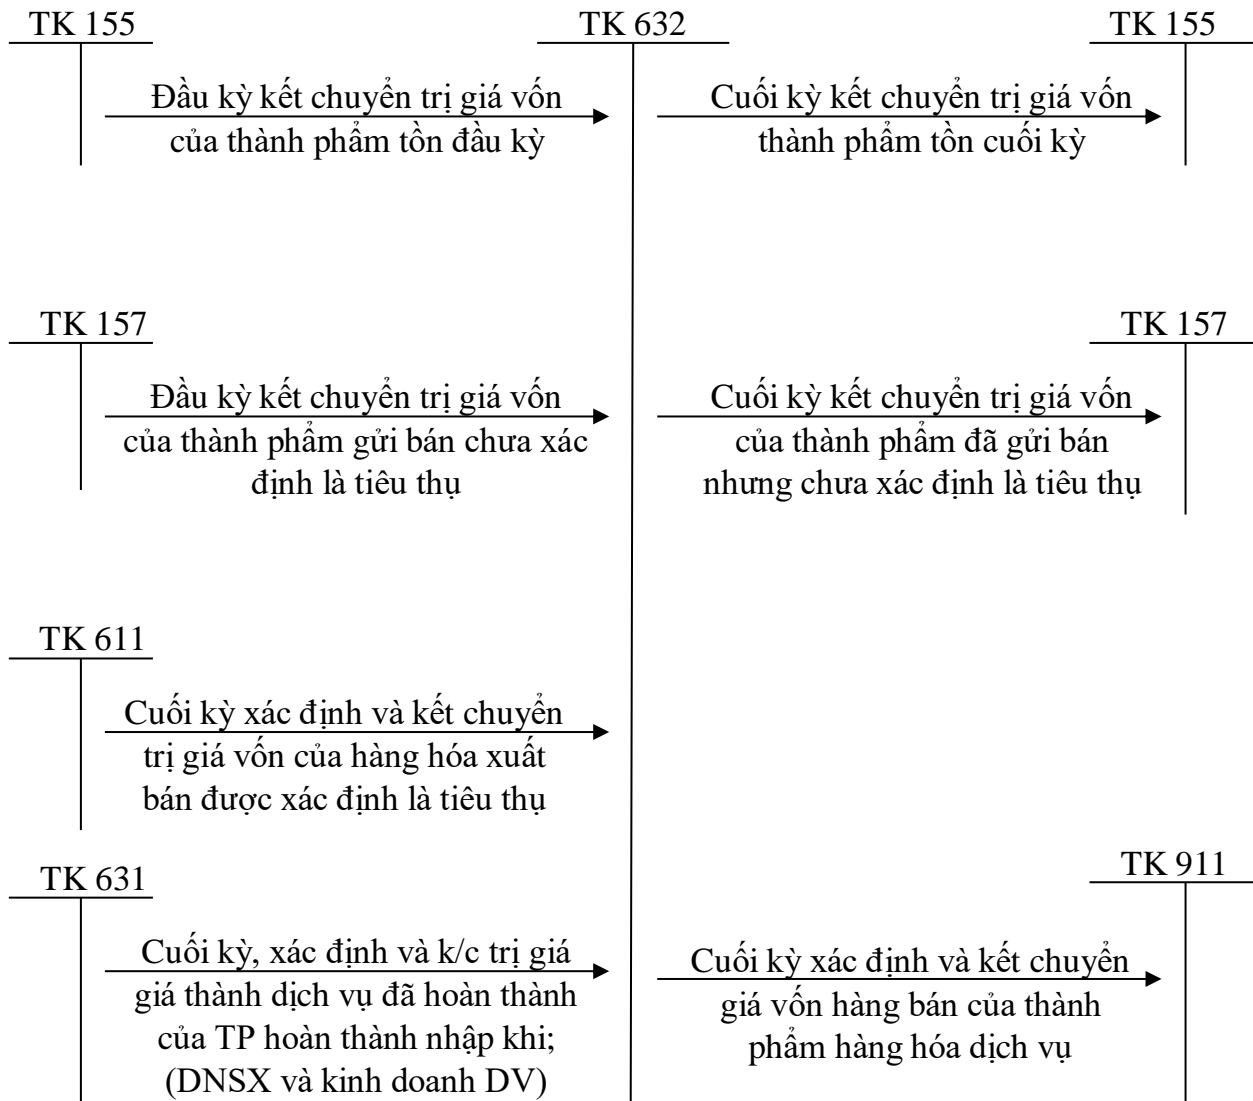 TK 155
TK 632
TK 155
Đầu kỳ kết chuyển trị giá vốn
của thành phẩm tồn đầu kỳ
Cuối kỳ kết chuyển trị giá vốn
thành phẩm tồn cuối kỳ
TK 157
TK 157
Đầu kỳ kết chuyển trị giá vốn
của thành phẩm gửi bán chưa xác
định là tiêu thụ
Cuối kỳ kết chuyển trị giá vốn
của thành phẩm đã gửi bán
nhưng chưa xác định là tiêu thụ
TK 611
Cuối kỳ xác định và kết chuyển
trị giá vốn của hàng hóa xuất
bán được xác định là tiêu thụ
TK 631
TK 911
Cuối kỳ, xác định và k/c trị giá
giá thành dịch vụ đã hoàn thành
của TP hoàn thành nhập khi;
(DNSX và kinh doanh DV)
Cuối kỳ xác định và kết chuyển
giá vốn hàng bán của thành
phẩm hàng hóa dịch vụ